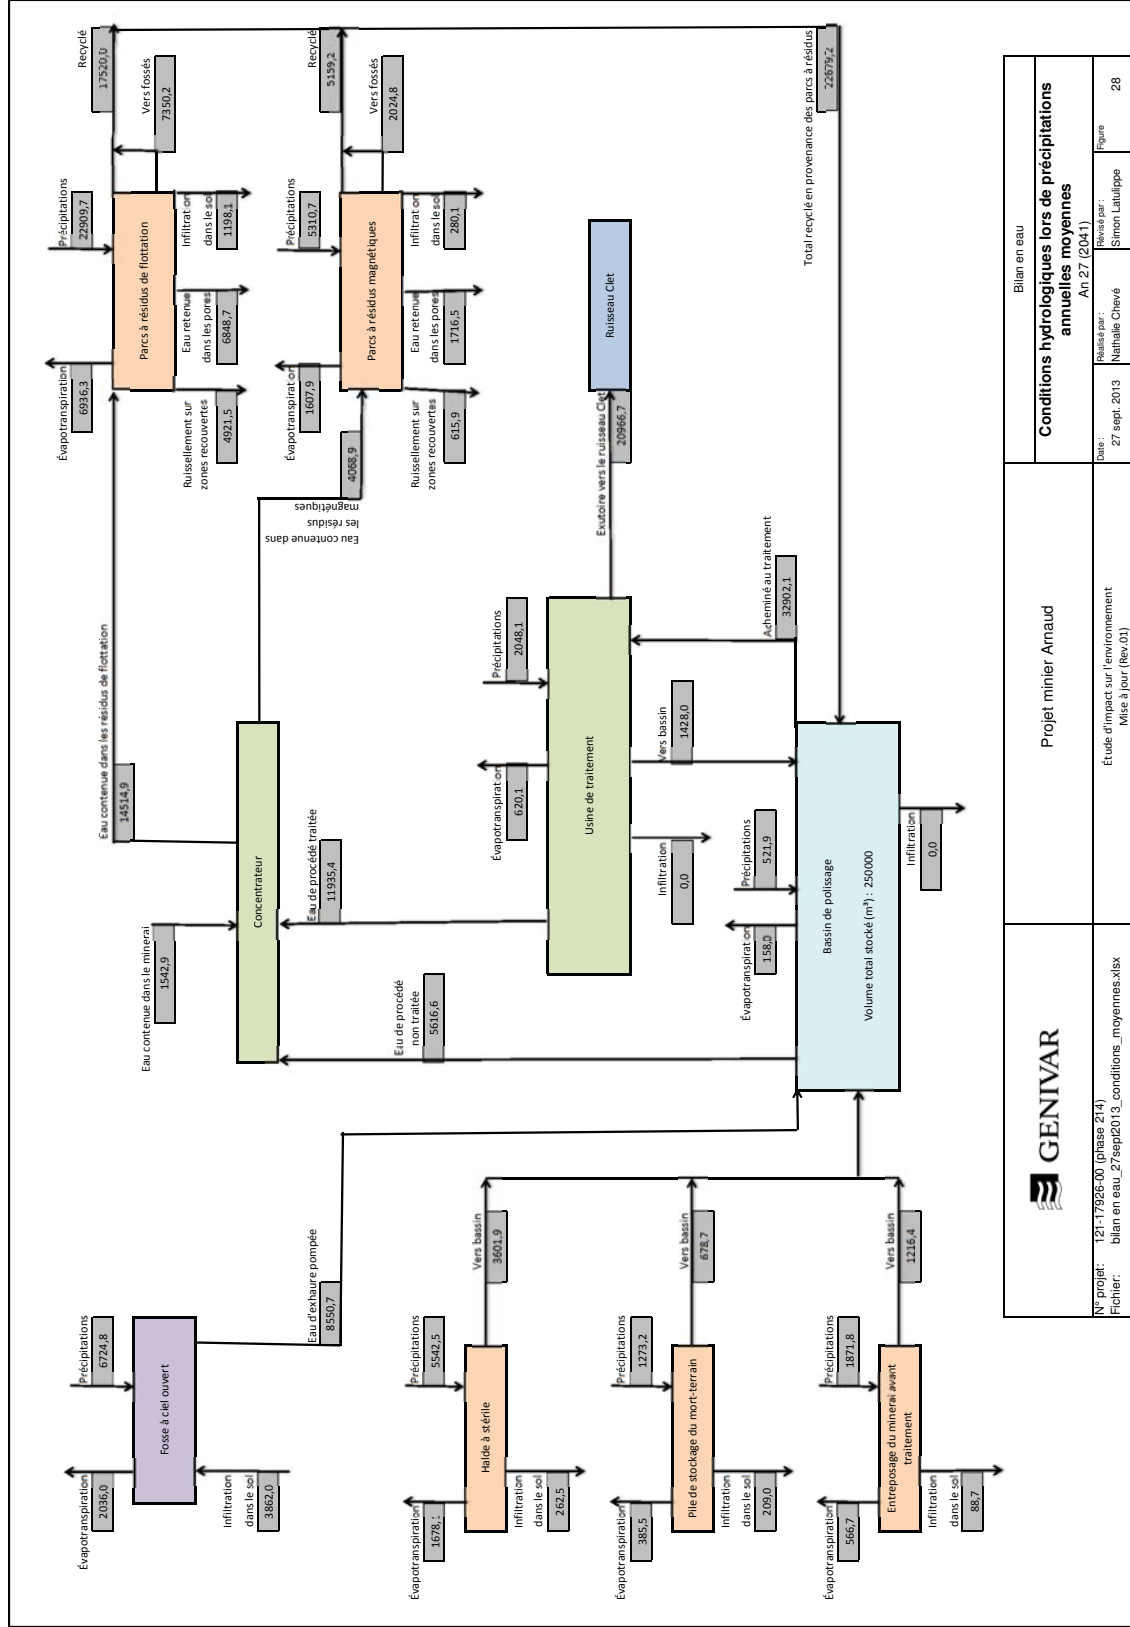 Évapotranspiration
2036,0
Précipitations
6724,8
Fosse à ciel ouvert
Infiltration
dans le sol
3862,0
Eau d'exhaure pompée
8550,7
Évapotranspiration
Précipitations
5542,5
Halde à stérile
Infiltration
dans le sol
262,5
Vers bassin
3601,9
Évapotranspiration
385,5
Précipitations
1273,2
Pile de stockage du mort-terrain
Infiltration
dans le sol
209,0
Vers bassin
678,7
Évapotranspiration
566,7
Précipitations
1871,8
Entreposage du minerai avant
traitement
Infiltration
dans le sol
88,7
Vers bassin
1216,4
Eau contenue dans le minerai
1542,9
Concentrateur
Eau de procédé
non traitée
5616,6
Eau de procédé traitée
11935,4
Eau contenue dans les résidus de flottation
14514,9
Eau contenue dans
les résidus
magnétiques
4068,9
Évapotranspiration
620,1
Précipitations
2048,1
Usine de traitement
Infiltration
0,0
Vers bassin
1428,0
Acheminé au traitement
32902,1
Évapotranspiration
158,0
Précipitations
521,9
Bassin de polissage
Volume total stocké (m³) : 250000
Infiltration
0,0
Exutoire vers le ruisseau Clet
20966,7
Ruisseau Clet
Évapotranspiration
6936,3
Précipitations
22909,7
Parcs à résidus de flottation
Ruissellement sur
zones recouvertes
4921,5
Eau retenue
dans les pores
6848,7
Infiltration
dans le sol
1198,1
Recyclé
17520,0
Vers fossés
7350,2
Évapotranspiration
1607,9
Précipitations
5310,7
Parcs à résidus magnétiques
Ruissellement sur
zones recouvertes
615,9
Eau retenue
dans les pores
1716,5
Infiltration
dans le sol
280,1
Recyclé
5159,2
Vers fossés
2024,8
Total recyclé en provenance des parcs à résidus
22679,2
GENIVAR
N° projet: 121-17926-00 (phase 214)
Fichier: bilan en eau_27sept2013_conditions_moyennes.xlsx
Projet minier Arnaud
Étude d'impact sur l'environnement
Mise à jour (Rev.01)
Bilan en eau
Conditions hydrologiques lors de précipitations
annuelles moyennes
An 27 (2041)
Date :
27 sept. 2013
Réalisé par :
Nathalie Chevé
Révisé par :
Simon Latulippe
Figure
28